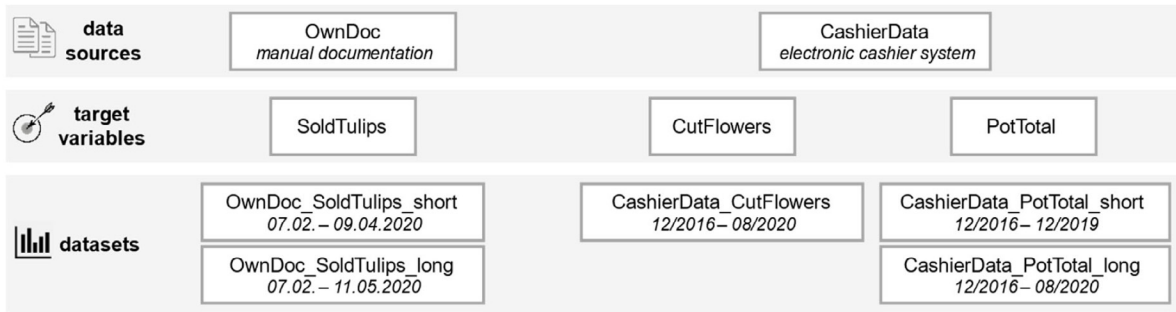 data
sources
OwnDoc
manual documentation
CashierData
electronic cashier system
target
variables
SoldTulips
CutFlowers
PotTotal
datasets
OwnDoc_SoldTulips_short
07.02. – 09.04.2020
OwnDoc_SoldTulips_long
07.02. – 11.05.2020
CashierData_CutFlowers
12/2016 – 08/2020
CashierData_PotTotal_short
12/2016 – 12/2019
CashierData_PotTotal_long
12/2016 – 08/2020